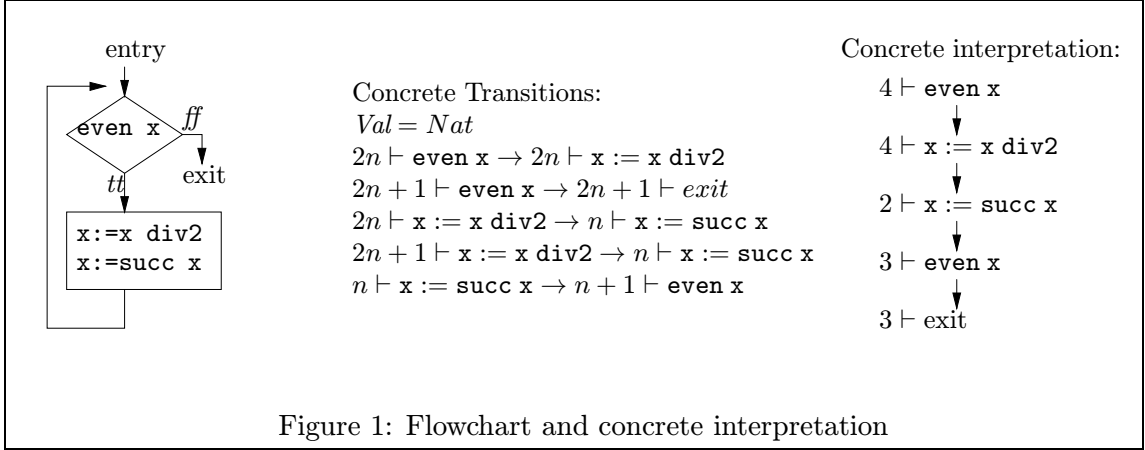 entry
even x
ff
exit
tt
x:=x div2
x:=succ x
Concrete Transitions:
Val = Nat
2n ⊢ even x → 2n ⊢ x := x div2
2n + 1 ⊢ even x → 2n + 1 ⊢ exit
2n ⊢ x := x div2 → n ⊢ x := succ x
2n + 1 ⊢ x := x div2 → n ⊢ x := succ x
n ⊢ x := succ x → n + 1 ⊢ even x
Concrete interpretation:
4 ⊢ even x
4 ⊢ x := x div2
2 ⊢ x := succ x
3 ⊢ even x
3 ⊢ exit
Figure 1: Flowchart and concrete interpretation